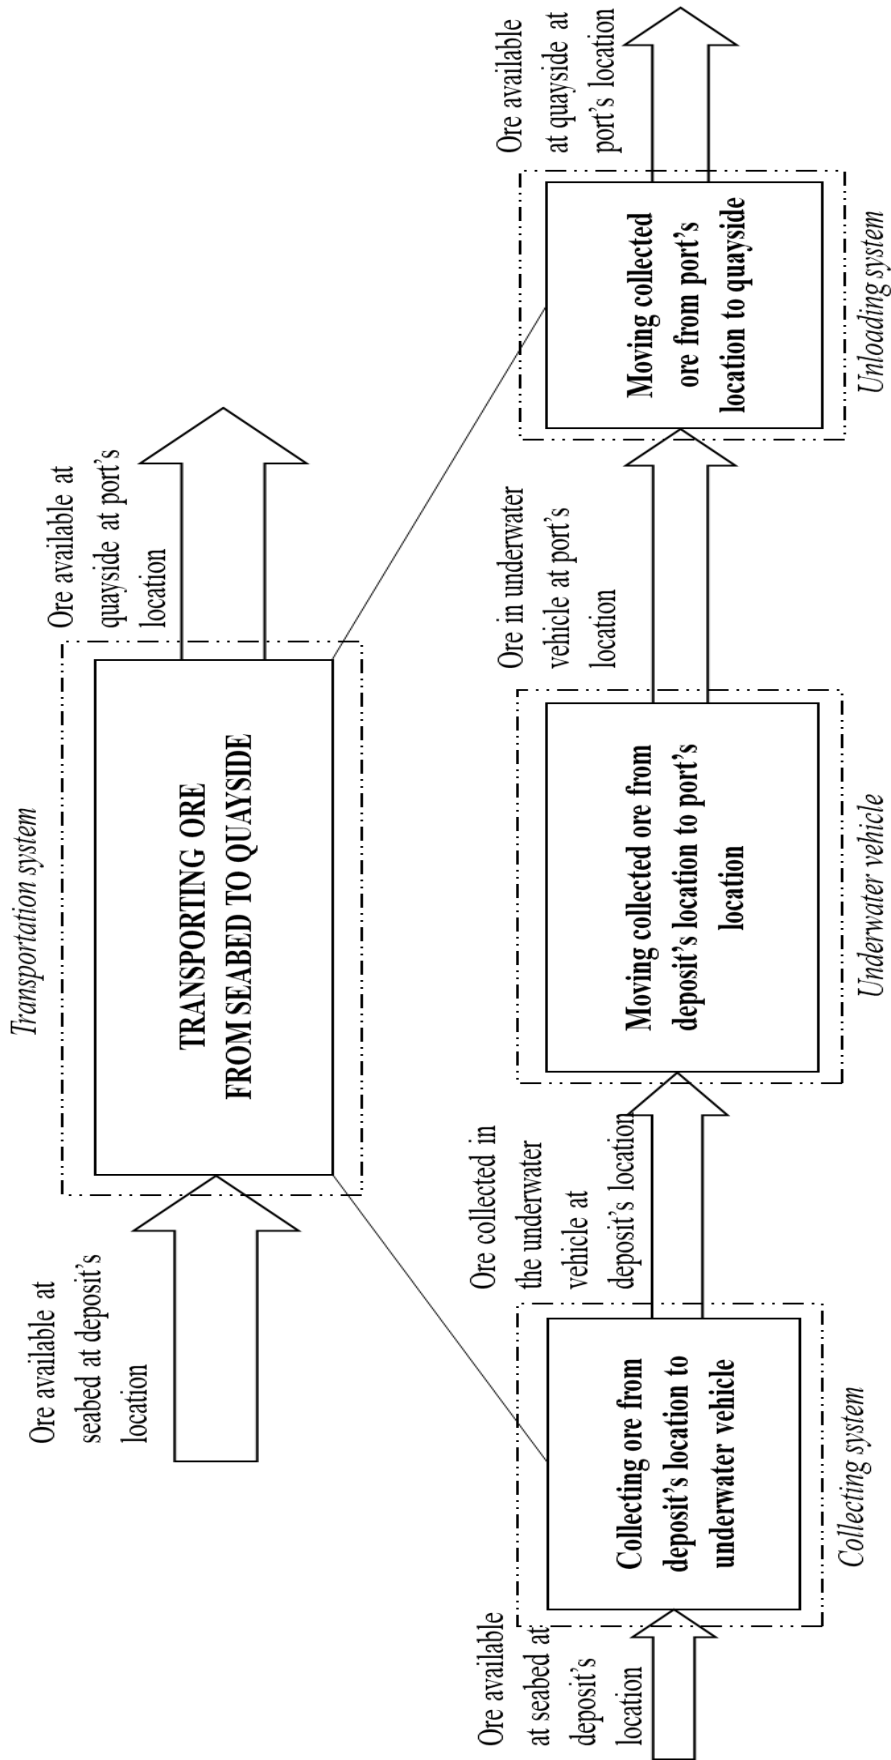 Transportation system
Ore available at
seabed at deposit's
location
TRANSPORTING ORE
FROM SEABED TO QUAYSIDE
Ore available at
quayside at port's
location
Ore available
at seabed at
deposit's
location
Collecting ore from
deposit's location to
underwater vehicle
Collecting system
Ore collected in
the underwater
vehicle at
deposit's location
Moving collected ore from
deposit's location to port's
location
Underwater vehicle
Ore in underwater
vehicle at port's
location
Moving collected
ore from port's
location to quayside
Unloading system
Ore available
at quayside at
port's location